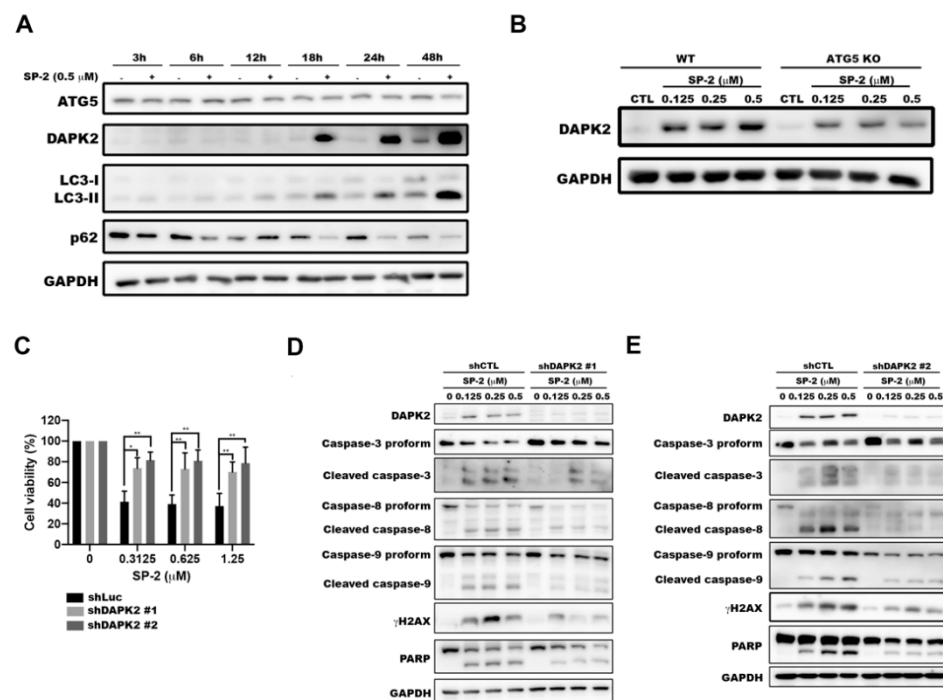 A
3h 6h 12h 18h 24h 48h
SP-2 (0.5 μM) - + - + - + - + - + - +
ATG5
DAPK2
LC3-I
LC3-II
p62
GAPDH
B
WT ATG5 KO
SP-2 (μM) SP-2 (μM)
CTL 0.125 0.25 0.5 CTL 0.125 0.25 0.5
DAPK2
GAPDH
C
Cell viability (%)
120
100
80
60
40
20
0
* ** ** ** ** **
0 0.3125 0.625 1.25
SP-2 (μM)
shLuc
shDAPK2 #1
shDAPK2 #2
D
shCTL shDAPK2 #1
SP-2 (μM) SP-2 (μM)
0 0.125 0.25 0.5 0 0.125 0.25 0.5
DAPK2
Caspase-3 proform
Cleaved caspase-3
Caspase-8 proform
Cleaved caspase-8
Caspase-9 proform
Cleaved caspase-9
γH2AX
PARP
GAPDH
E
shCTL shDAPK2 #2
SP-2 (μM) SP-2 (μM)
0 0.125 0.25 0.5 0 0.125 0.25 0.5
DAPK2
Caspase-3 proform
Cleaved caspase-3
Caspase-8 proform
Cleaved caspase-8
Caspase-9 proform
Cleaved caspase-9
γH2AX
PARP
GAPDH